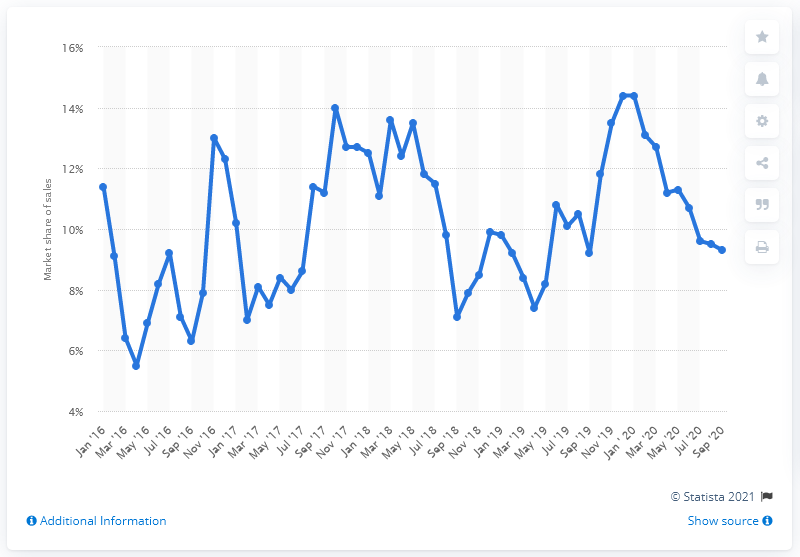 16%
14%
12%
10%
8%
6%
4%
Market share of sales
Jan '16
Mar '16
May '16
Jul '16
Sep '16
Nov '16
Jan '17
Mar '17
May '17
Jul '17
Sep '17
Nov '17
Jan '18
Mar '18
May '18
Jul '18
Sep '18
Nov '18
Jan '19
Mar '19
May '19
Jul '19
Sep '19
Nov '19
Jan ' 20
Mar '20
May '20
Jul '20
Sep '20
© Statista 2021
Additional Information
Show source